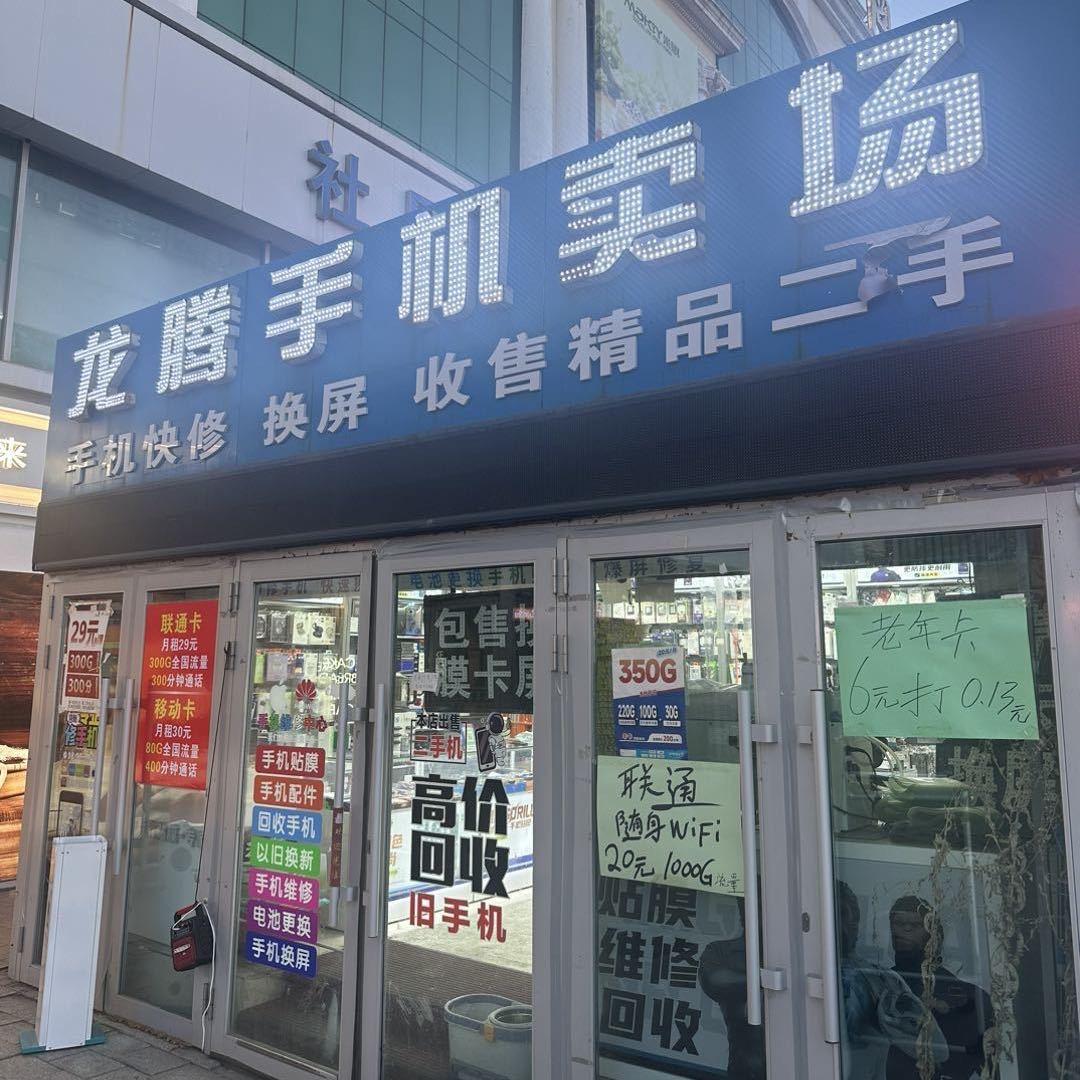 社
龙腾手机卖场
手机快修 换屏 收售精品二手
来
29元
300G
300分
联通卡
月租29元
300G全国流量
300分钟通话
移动卡
月租30元
80G全国流量
400分钟通话
手机贴膜
手机配件
回收手机
以旧换新
手机维修
电池更换
手机换屏
电池更换手机
包售换
膜卡屏
本店出售
二手机
高价
回收
旧手机
爆屏修复
350G
220G 100G 30G
联通
随身WiFi
20元/1000G
贴膜
维修
回收
老年卡
6元打0.13元